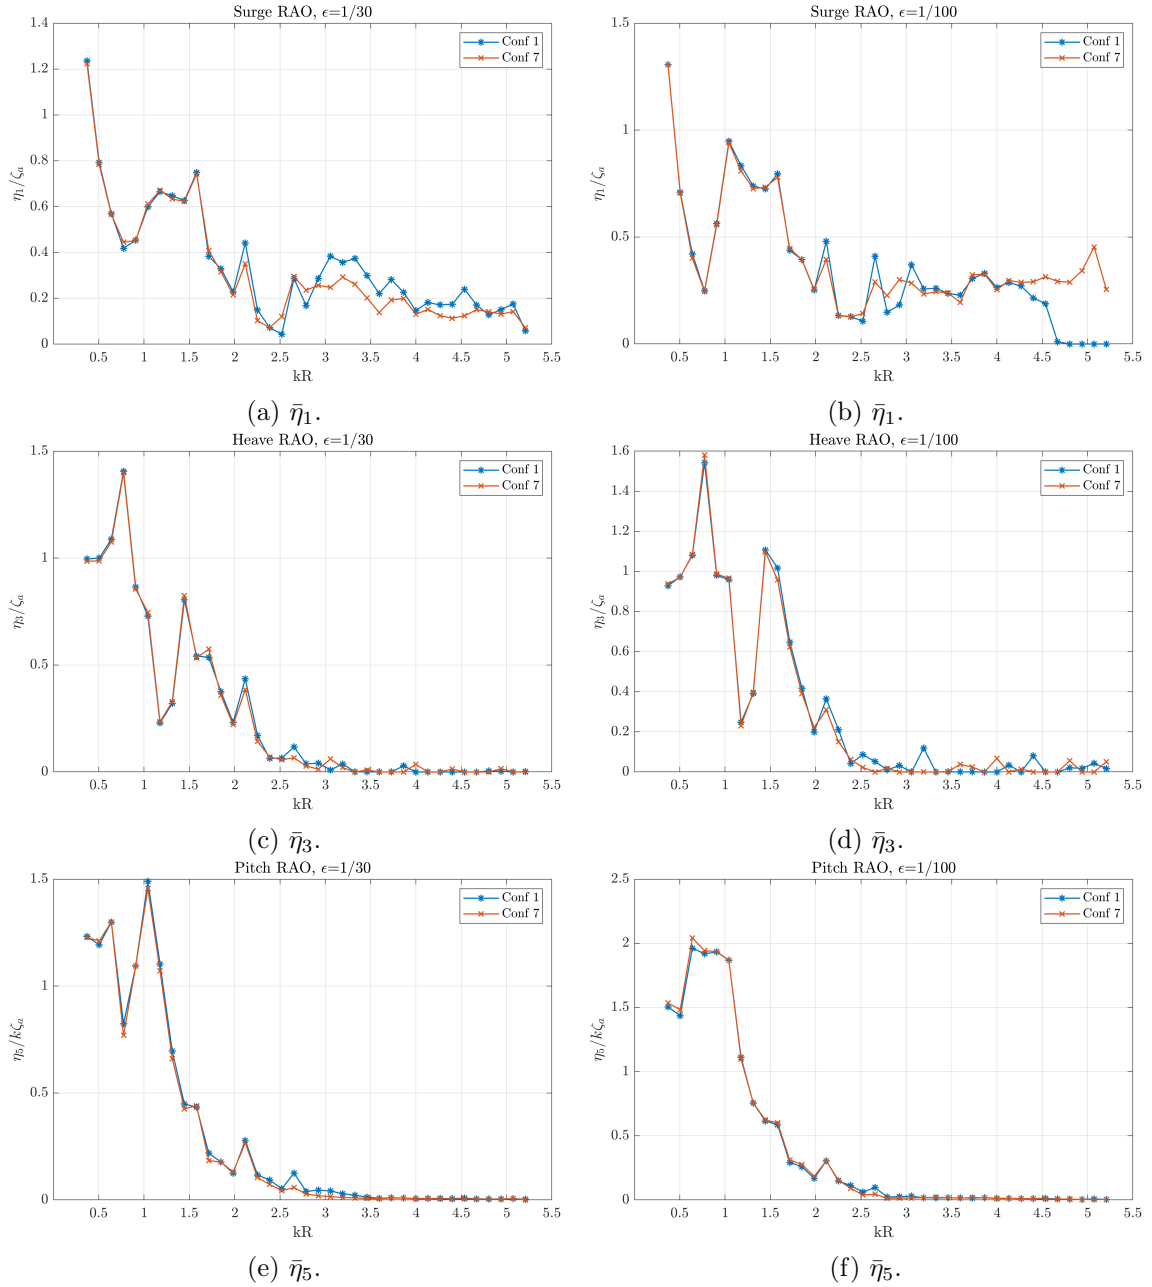 Surge RAO, ϵ=1/30
1.4
1.2
1
0.8
0.6
0.4
0.2
0
η₁/ζₐ
Conf 1
Conf 7
0.5 1 1.5 2 2.5 3 3.5 4 4.5 5 5.5
kR
(a) η̄₁.
Surge RAO, ϵ=1/100
1.5
1
0.5
0
η₁/ζₐ
Conf 1
Conf 7
0.5 1 1.5 2 2.5 3 3.5 4 4.5 5 5.5
kR
(b) η̄₁.
Heave RAO, ϵ=1/30
1.5
1
0.5
0
η₃/ζₐ
Conf 1
Conf 7
0.5 1 1.5 2 2.5 3 3.5 4 4.5 5 5.5
kR
(c) η̄₃.
Heave RAO, ϵ=1/100
1.6
1.4
1.2
1
0.8
0.6
0.4
0.2
0
η₃/ζₐ
Conf 1
Conf 7
0.5 1 1.5 2 2.5 3 3.5 4 4.5 5 5.5
kR
(d) η̄₃.
Pitch RAO, ϵ=1/30
1.5
1
0.5
0
η₅/kζₐ
Conf 1
Conf 7
0.5 1 1.5 2 2.5 3 3.5 4 4.5 5 5.5
kR
(e) η̄₅.
Pitch RAO, ϵ=1/100
2.5
2
1.5
1
0.5
0
η₅/kζₐ
Conf 1
Conf 7
0.5 1 1.5 2 2.5 3 3.5 4 4.5 5 5.5
kR
(f) η̄₅.